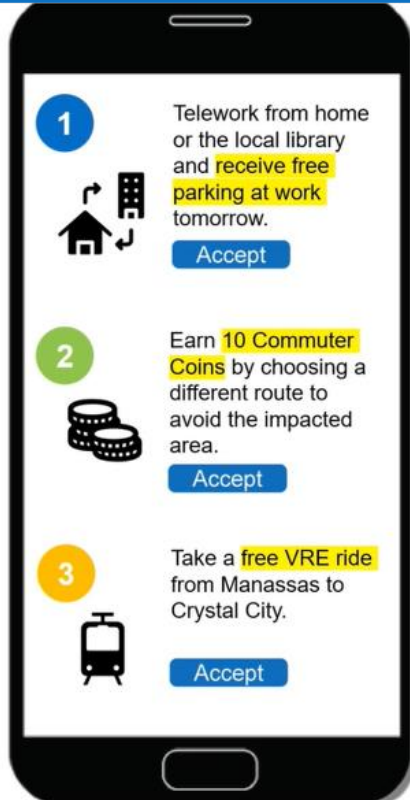 1
Telework from home
or the local library
and receive free
parking at work
tomorrow.
Accept
2
Earn 10 Commuter
Coins by choosing a
different route to
avoid the impacted
area.
Accept
3
Take a free VRE ride
from Manassas to
Crystal City.
Accept